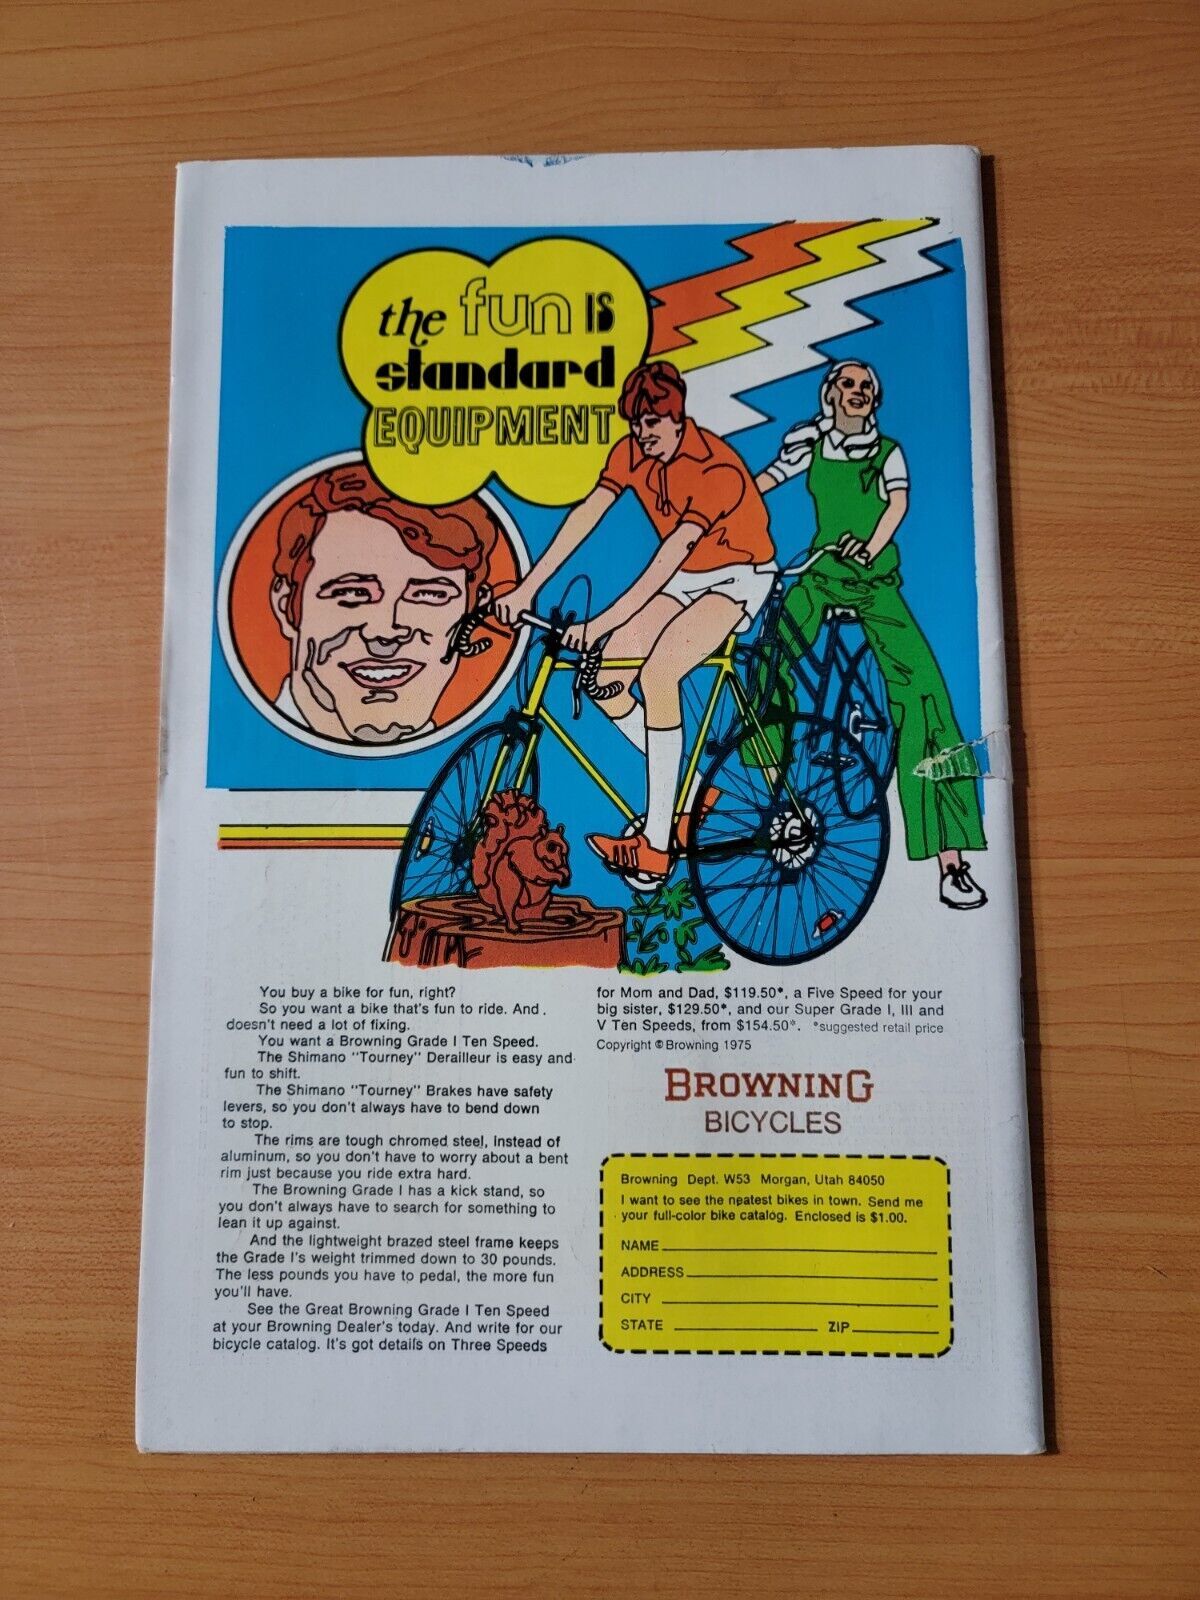 the fun IS
standard
EQUIPMENT
You buy a bike for fun, right?
So you want a bike that's fun to ride. And
doesn't need a lot of fixing.
You want a Browning Grade I Ten Speed.
The Shimano "Tourney" Derailleur is easy and
fun to shift.
The Shimano "Tourney" Brakes have safety
levers, so you don't always have to bend down
to stop.
The rims are tough chromed steel, instead of
aluminum, so you don't have to worry about a bent
rim just because you ride extra hard.
The Browning Grade I has a kick stand, so
you don't always have to search for something to
lean it up against.
And the lightweight brazed steel frame keeps
the Grade I's weight trimmed down to 30 pounds.
The less pounds you have to pedal, the more fun
you'll have.
See the Great Browning Grade I Ten Speed
at your Browning Dealer's today. And write for our
bicycle catalog. It's got details on Three Speeds
for Mom and Dad, $119.50*, a Five Speed for your
big sister, $129.50*, and our Super Grade I, III and
V Ten Speeds, from $154.50*. *suggested retail price
Copyright © Browning 1975
BROWNING
BICYCLES
Browning Dept. W53 Morgan, Utah 84050
I want to see the neatest bikes in town. Send me
your full-color bike catalog. Enclosed is $1.00.
NAME
ADDRESS
CITY
STATE ZIP